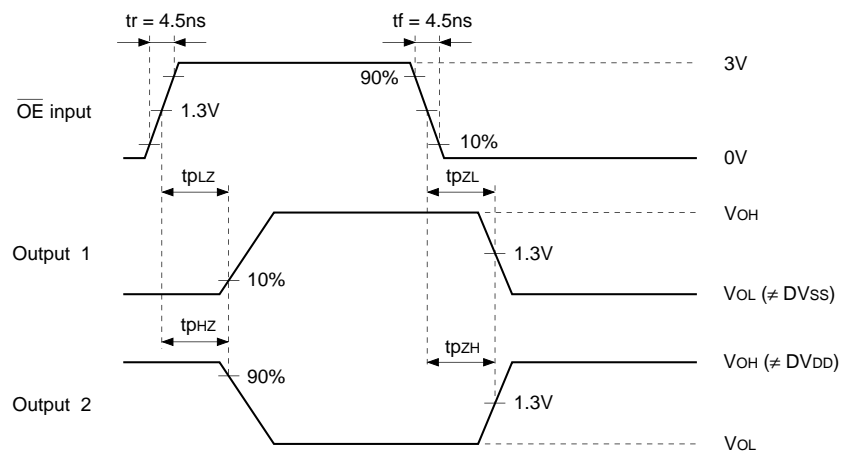 tr = 4.5ns
tf = 4.5ns
3V
90%
OE input
1.3V
10%
0V
tpLZ
tpZL
VOH
Output 1
1.3V
10%
VOL (≠ DVSS)
tpHZ
tpZH
VOH (≠ DVDD)
90%
Output 2
1.3V
VOL